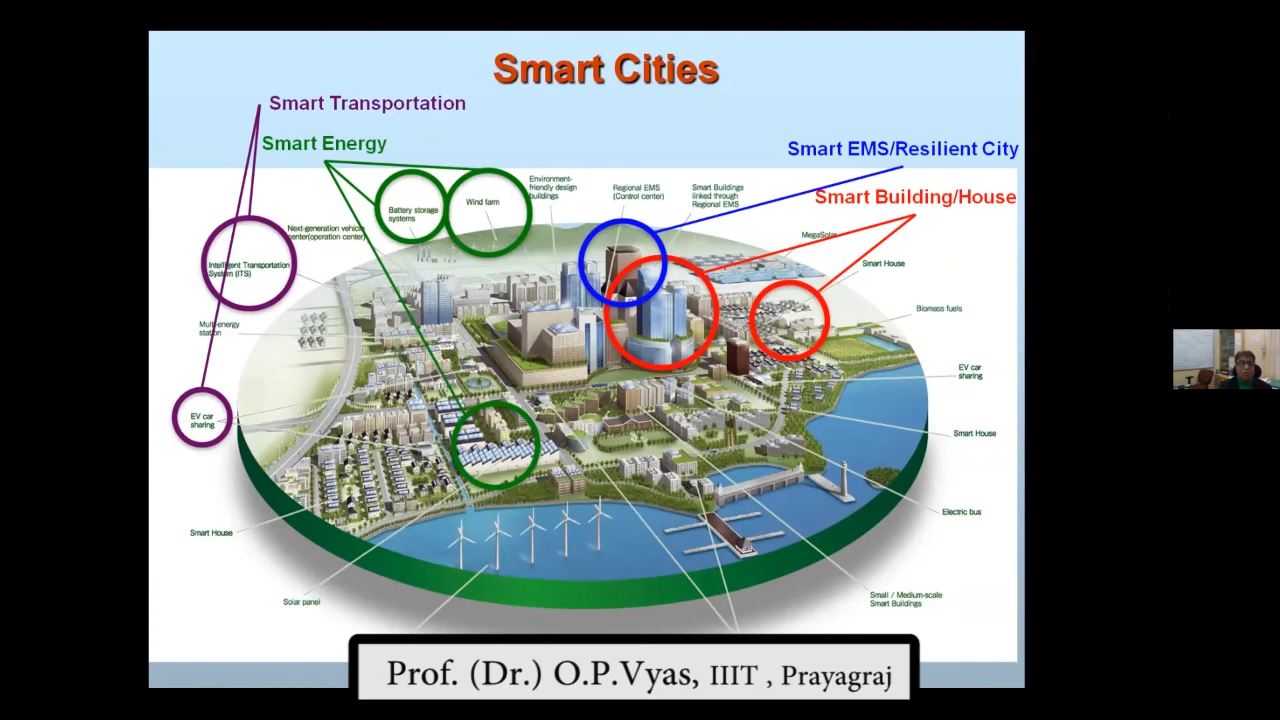 Smart Cities
Smart Transportation
Smart Energy
Smart EMS/Resilient City
Smart Building/House
Environment-
friendly design
buildings
Regional EMS
(Control center)
Smart Buildings
linked through
Regional EMS
Battery storage
systems
Wind farm
Next-generation vehicle
center(operation center)
MegaSolar
Intelligent Transportation
System (ITS)
Smart House
Multi-energy
station
Biomass fuels
EV car
sharing
EV car
sharing
Smart House
Electric bus
Smart House
Solar panel
Small / Medium-scale
Smart Buildings
Prof. (Dr.) O.P.Vyas, IIIT , Prayagraj